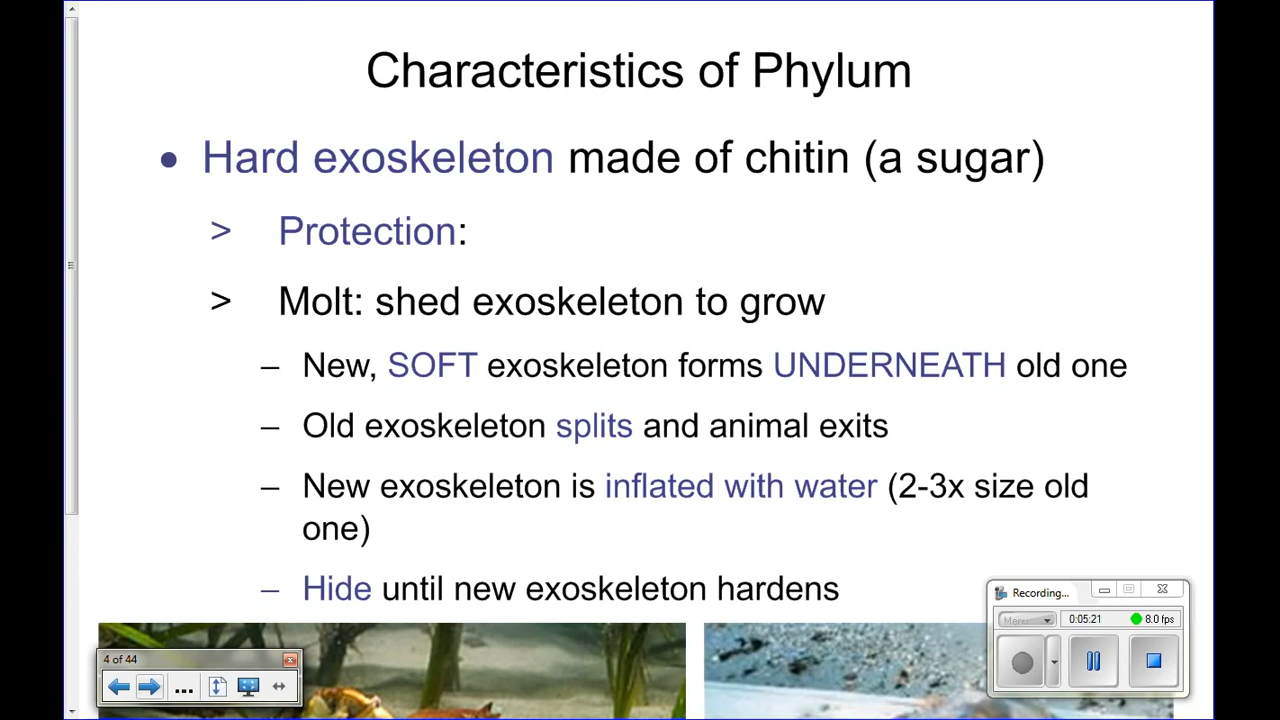 Characteristics of Phylum
• Hard exoskeleton made of chitin (a sugar)
> Protection:
> Molt: shed exoskeleton to grow
– New, SOFT exoskeleton forms UNDERNEATH old one
– Old exoskeleton splits and animal exits
– New exoskeleton is inflated with water (2-3x size old
one)
– Hide until new exoskeleton hardens
Recording...
Menu 0:05:21 8.0 fps
4 of 44
...